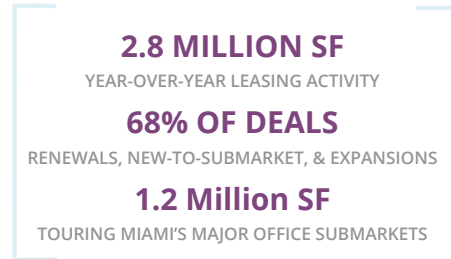 2.8 MILLION SF
YEAR-OVER-YEAR LEASING ACTIVITY
68% OF DEALS
RENEWALS, NEW-TO-SUBMARKET, & EXPANSIONS
1.2 Million SF
TOURING MIAMI'S MAJOR OFFICE SUBMARKETS